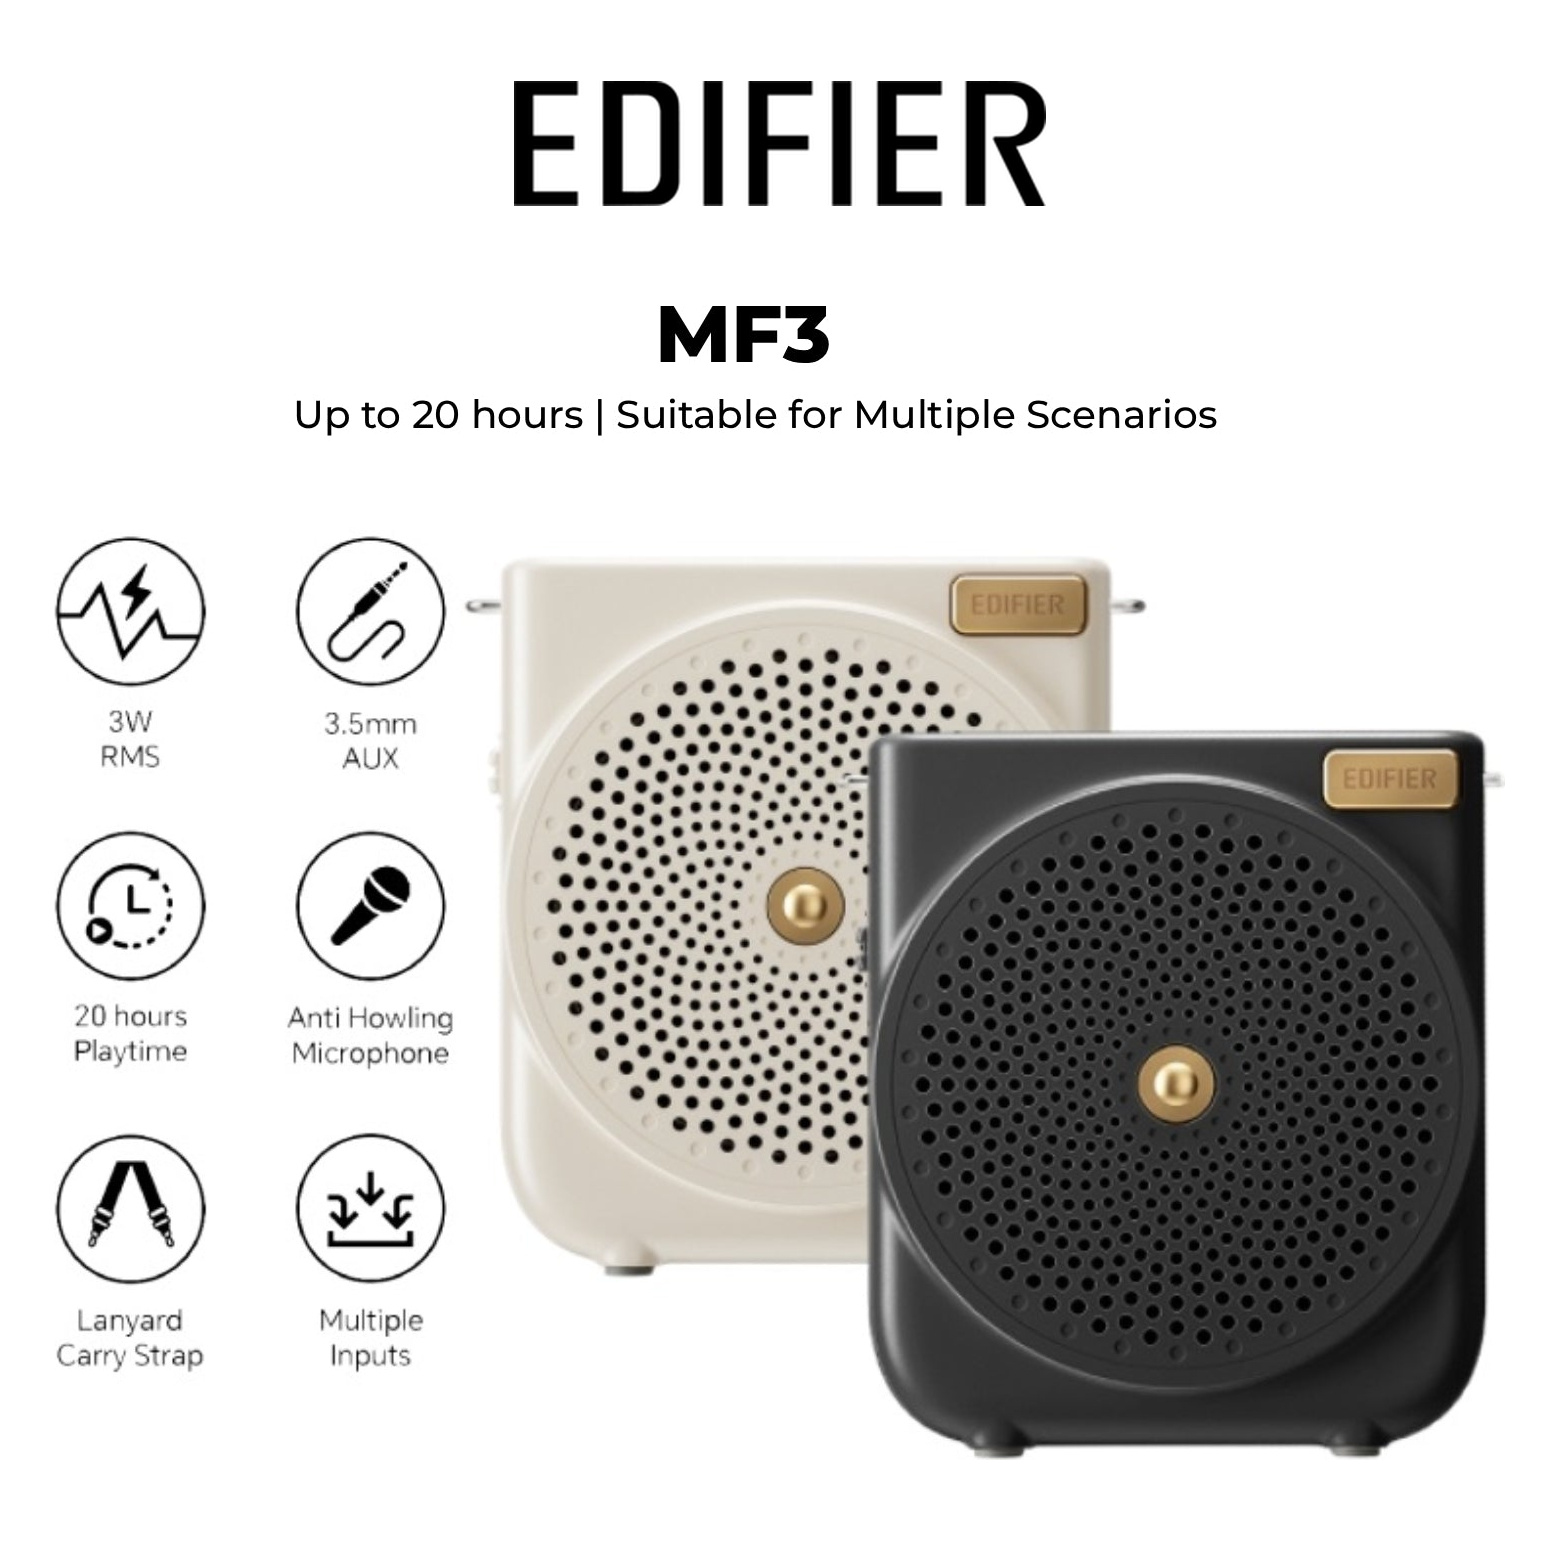 EDIFIER
MF3
Up to 20 hours | Suitable for Multiple Scenarios
3W
RMS
3.5mm
AUX
20 hours
Playtime
Anti Howling
Microphone
Lanyard
Carry Strap
Multiple
Inputs
EDIFIER
EDIFIER